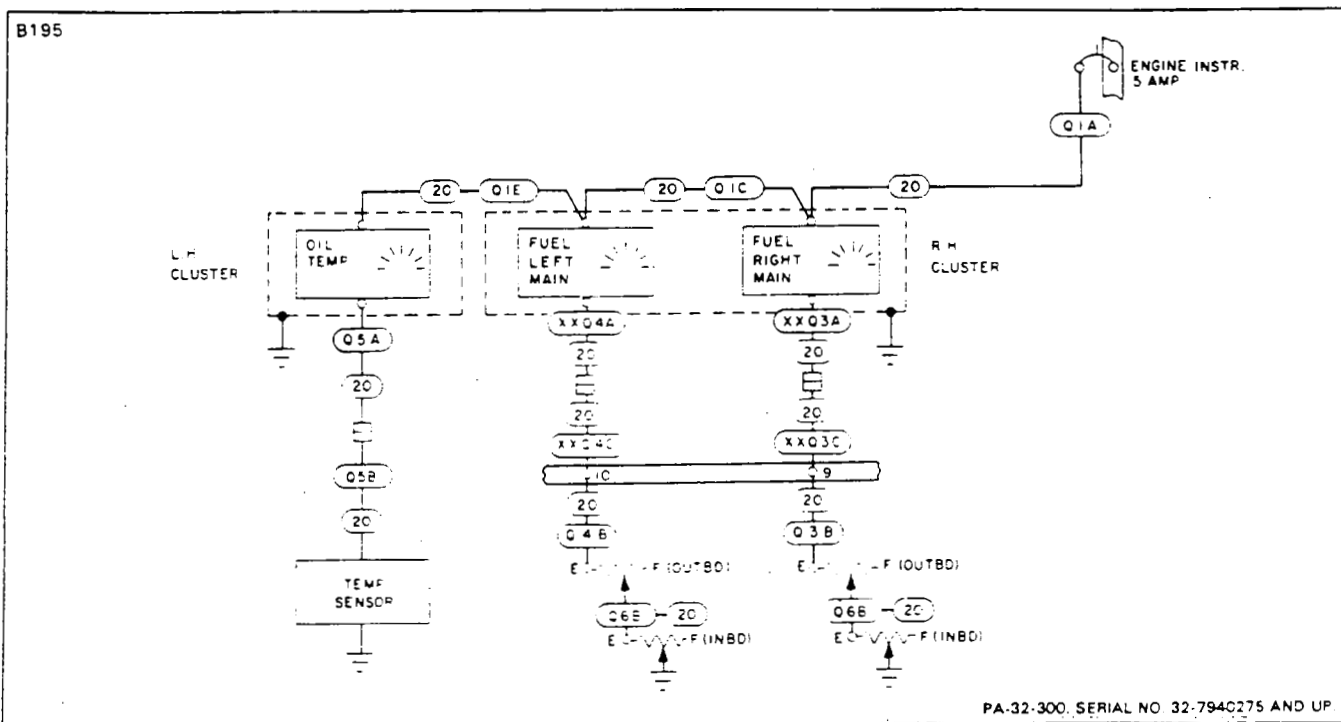 B195
ENGINE INSTR.
5 AMP
Q1A
20 Q1E 20 Q1C 20
OIL
TEMP
FUEL
LEFT
MAIN
FUEL
RIGHT
MAIN
CLUSTER
CLUSTER
Q5A
XXQ4A
XXQ3A
20
20
20
20
20
XXQ4C
XXQ3C
10
9
Q5B
20
20
20
Q4B
Q3B
E F (OUTBD)
E F (OUTBD)
TEMP
SENSOR
Q6B 20
Q6B 20
E F (INBD)
E F (INBD)
PA-32-300. SERIAL NO. 32-7940275 AND UP.